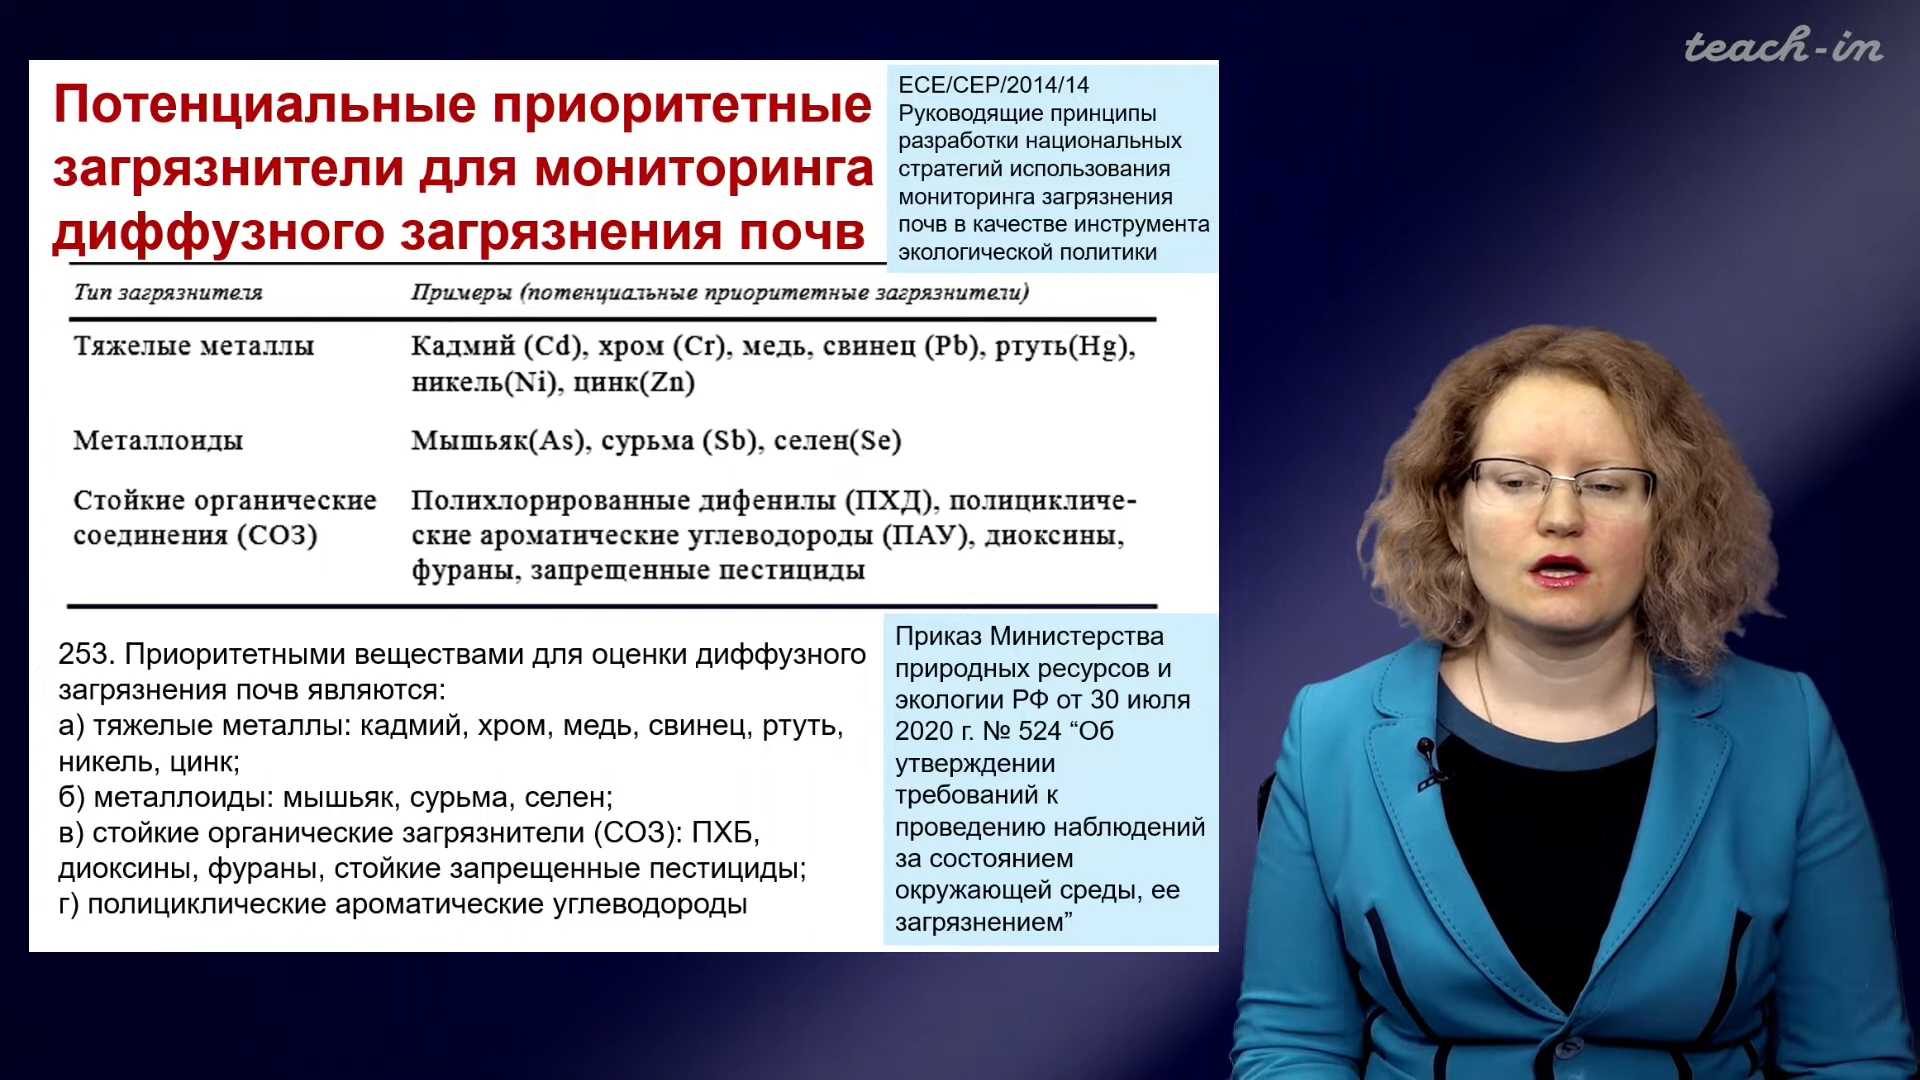 teach-in
Потенциальные приоритетные
загрязнители для мониторинга
диффузного загрязнения почв
ECE/CEP/2014/14
Руководящие принципы
разработки национальных
стратегий использования
мониторинга загрязнения
почв в качестве инструмента
экологической политики
Тип загрязнителя Примеры (потенциальные приоритетные загрязнители)
Тяжелые металлы Кадмий (Cd), хром (Cr), медь, свинец (Pb), ртуть(Hg),
никель(Ni), цинк(Zn)
Металлоиды Мышьяк(As), сурьма (Sb), селен(Se)
Стойкие органические Полихлорированные дифенилы (ПХД), полицикличе-
соединения (СОЗ) ские ароматические углеводороды (ПАУ), диоксины,
фураны, запрещенные пестициды
253. Приоритетными веществами для оценки диффузного
загрязнения почв являются:
а) тяжелые металлы: кадмий, хром, медь, свинец, ртуть,
никель, цинк;
б) металлоиды: мышьяк, сурьма, селен;
в) стойкие органические загрязнители (СОЗ): ПХБ,
диоксины, фураны, стойкие запрещенные пестициды;
г) полициклические ароматические углеводороды
Приказ Министерства
природных ресурсов и
экологии РФ от 30 июля
2020 г. № 524 “Об
утверждении
требований к
проведению наблюдений
за состоянием
окружающей среды, ее
загрязнением”